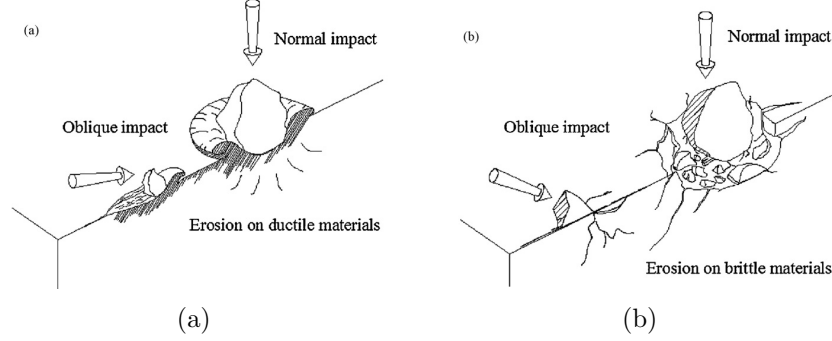 (a)
Normal impact
Oblique impact
Erosion on ductile materials
(a)
(b)
Normal impact
Oblique impact
Erosion on brittle materials
(b)